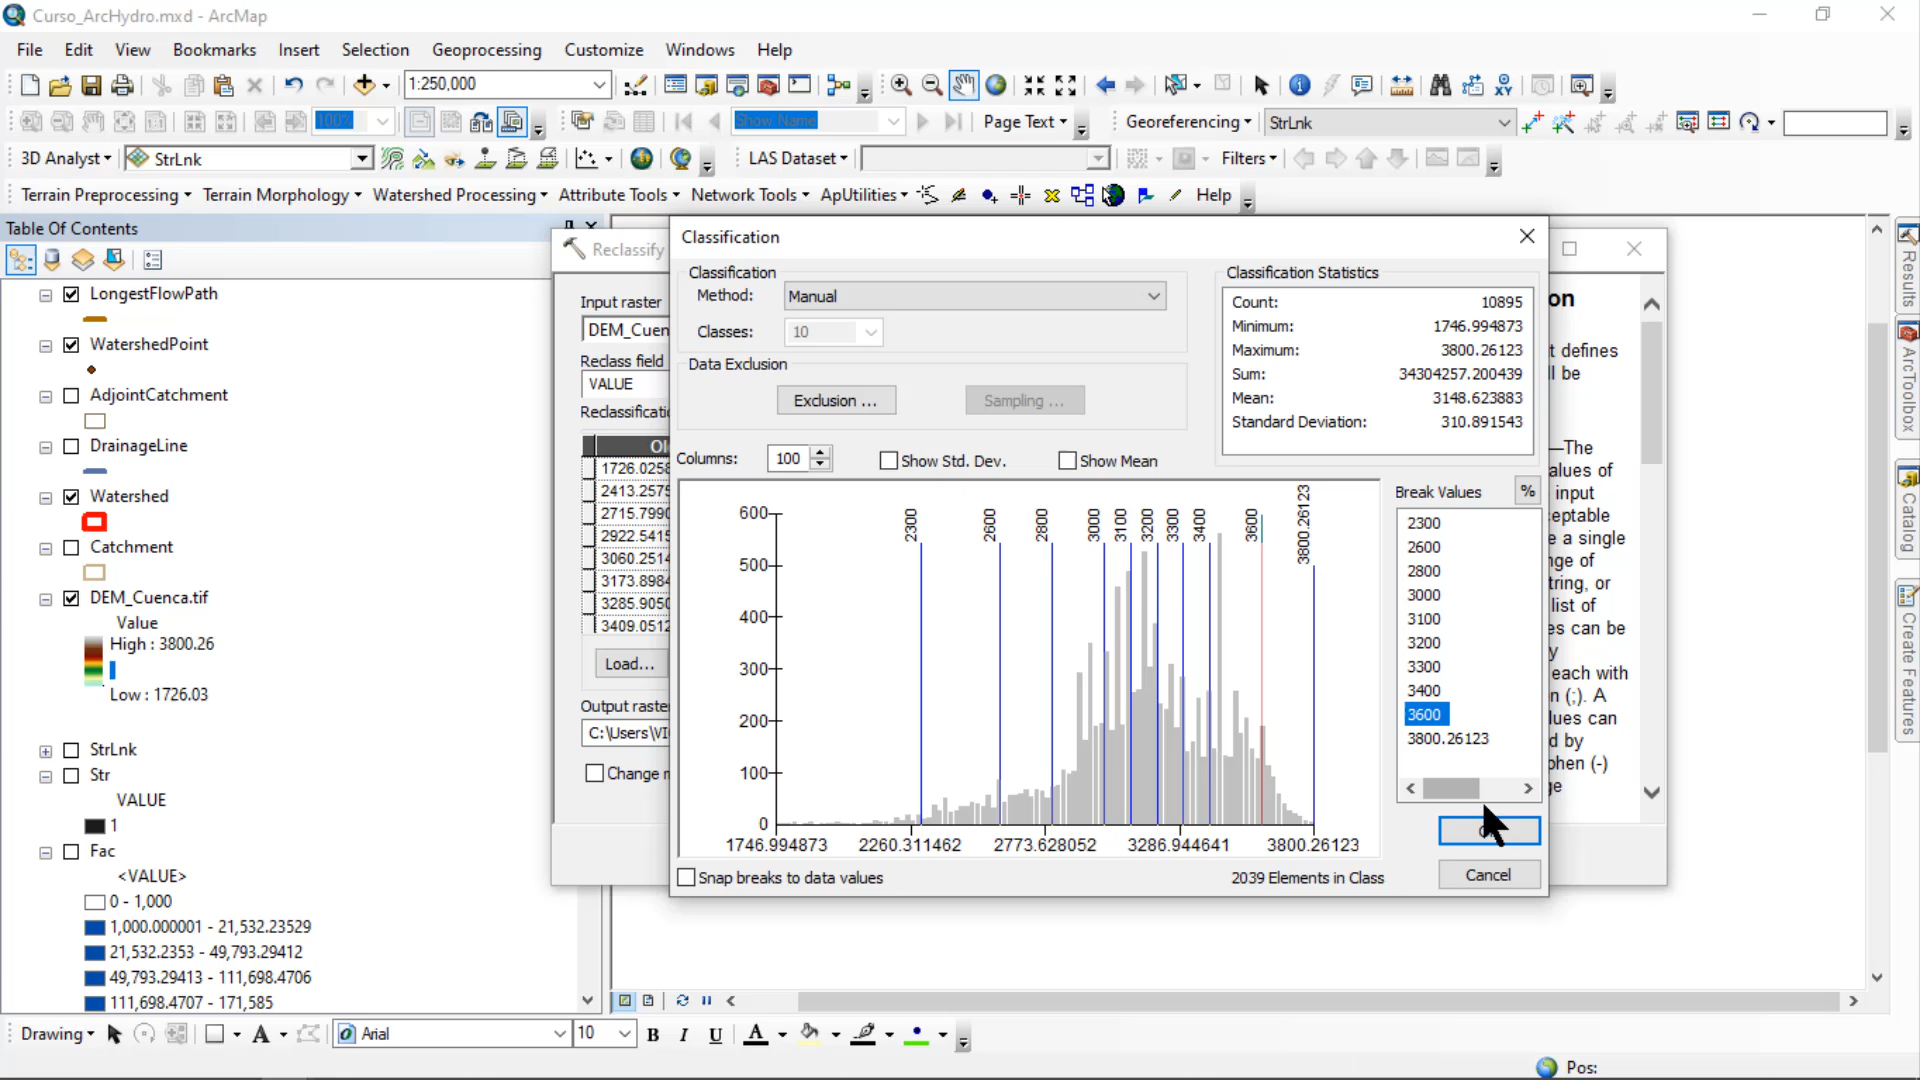 Curso_ArcHydro.mxd - ArcMap
File Edit View Bookmarks Insert Selection Geoprocessing Customize Windows Help
1:250,000
100% Show Name Page Text Georeferencing StrLnk
3D Analyst StrLnk LAS Dataset Filters
Terrain Preprocessing Terrain Morphology Watershed Processing Attribute Tools Network Tools ApUtilities Help
Table Of Contents
LongestFlowPath
WatershedPoint
AdjointCatchment
DrainageLine
Watershed
Catchment
DEM_Cuenca.tif
Value
High : 3800.26
Low : 1726.03
StrLnk
Str
VALUE
1
Fac
<VALUE>
0 - 1,000
1,000.000001 - 21,532.23529
21,532.2353 - 49,793.29412
49,793.29413 - 111,698.4706
111,698.4707 - 171,585
Reclassify
Input raster
DEM_Cuen
Reclass field
VALUE
Reclassificati
Ol
1726.0258
2413.2575
2715.7990
2922.5415
3060.2514
3173.8984
3285.9050
3409.0512
Load...
Output raste
C:\Users\VI
Change n
Classification
Classification
Method: Manual
Classes: 10
Data Exclusion
Exclusion ... Sampling ...
Columns: 100 Show Std. Dev. Show Mean
Classification Statistics
Count: 10895
Minimum: 1746.994873
Maximum: 3800.26123
Sum: 34304257.200439
Mean: 3148.623883
Standard Deviation: 310.891543
Break Values %
2300
2600
2800
3000
3100
3200
3300
3400
3600
3800.26123
600
500
400
300
200
100
0
2300 2600 2800 3000 3100 3200 3300 3400 3600 3800.26123
1746.994873 2260.311462 2773.628052 3286.944641 3800.26123
Snap breaks to data values 2039 Elements in Class
Cancel
on
t defines
ll be
—The
alues of
input
ceptable
e a single
nge of
tring, or
list of
es can be
y
each with
n (;). A
lues can
d by
phen (-)
ge
Results
ArcToolbox
Catalog
Create Features
Drawing Arial 10 B I U A
Pos: